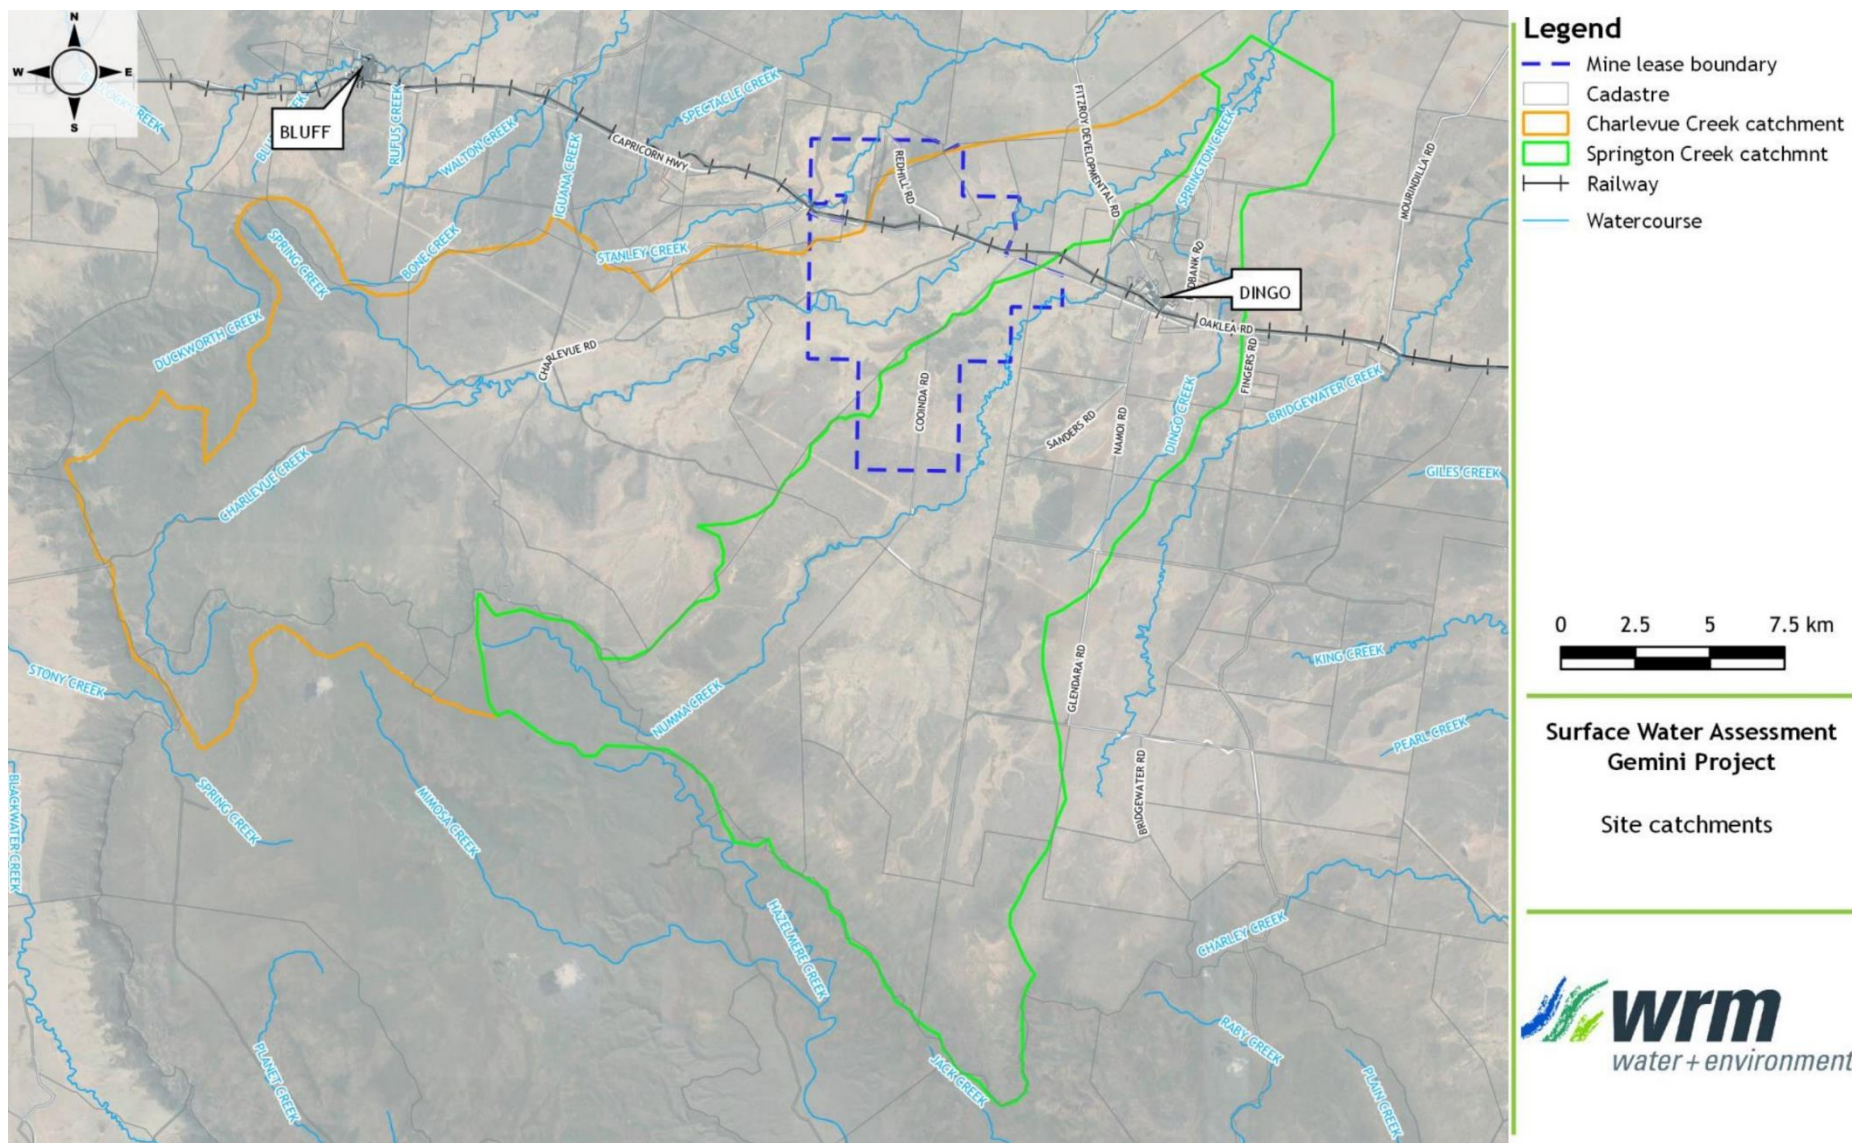 N
W
E
S
BLUFF
RUFUS CREEK
WALTON CREEK
IGUANA CREEK
SPECTACLE CREEK
CAPRICORN HWY
REDHILL RD
FITZROY DEVELOPMENTAL RD
SPRINGTON CREEK
MOURINDILLA RD
SPRING CREEK
BONE CREEK
STANLEY CREEK
DINGO
OAKLEA RD
FINGERS RD
DUCKWORTH CREEK
CHARLEVUE RD
COOINDA RD
SANDERS RD
NAMOI RD
DINGO CREEK
BRIDGEWATER CREEK
GILES CREEK
CHARLEVUE CREEK
STONY CREEK
NUMMA CREEK
GLENDARA RD
KING CREEK
PEARL CREEK
BLACKWATER CREEK
SPRING CREEK
MIMOSA CREEK
BRIDGEWATER RD
HAZELMERE CREEK
CHARLEY CREEK
PLANET CREEK
JACK CREEK
RABY CREEK
PLAIN CREEK
Legend
Mine lease boundary
Cadastre
Charlevue Creek catchment
Springton Creek catchmnt
Railway
Watercourse
0 2.5 5 7.5 km
Surface Water Assessment
Gemini Project
Site catchments
wrm
water + environment